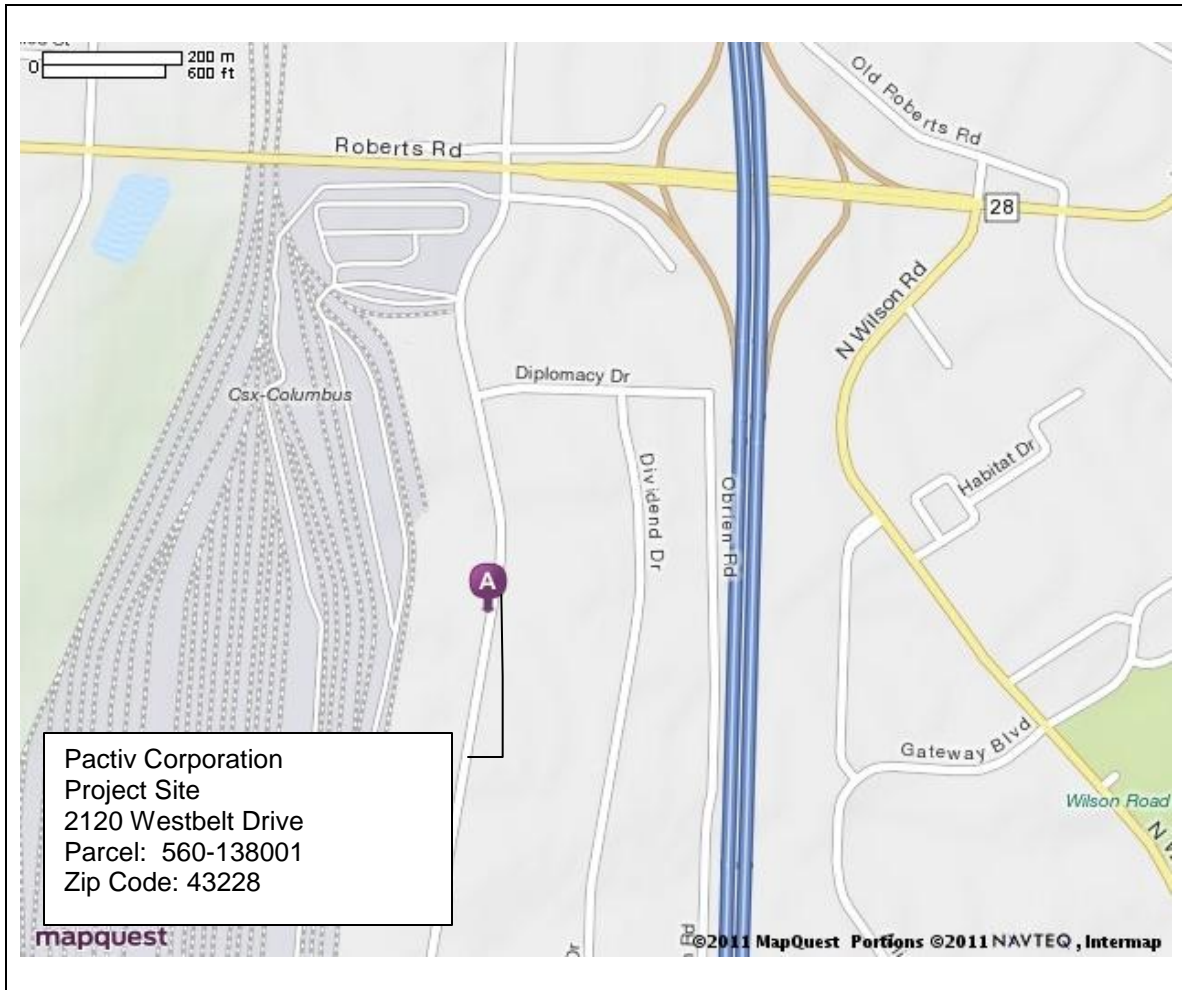 200 m
0
600 ft
Old Roberts Rd
Roberts Rd
28
N Wilson Rd
Diplomacy Dr
Csx-Columbus
Habitat Dr
Dividend Dr
Obrien Rd
A
Gateway Blvd
Wilson Road
Pactiv Corporation
Project Site
2120 Westbelt Drive
Parcel: 560-138001
Zip Code: 43228
mapquest
Dr
©2011 MapQuest Portions ©2011 NAVTEQ, Intermap